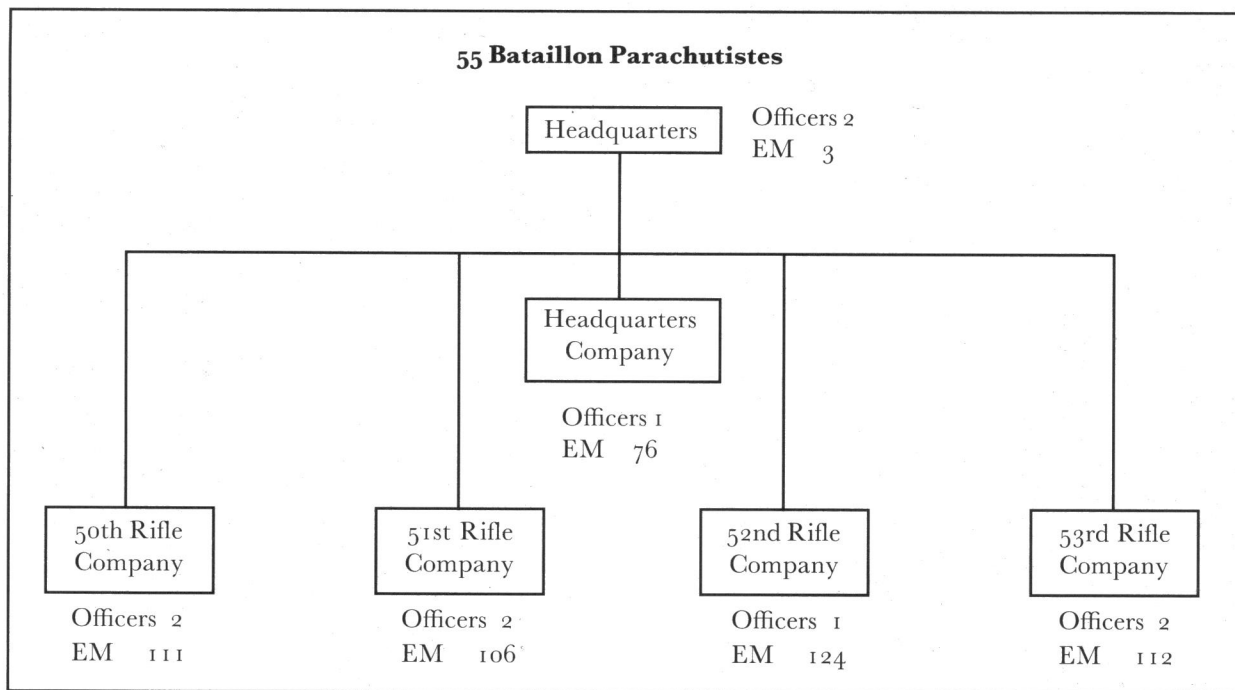 55 Bataillon Parachutistes
Headquarters
Officers 2
EM 3
Headquarters
Company
Officers 1
EM 76
50th Rifle
Company
Officers 2
EM 111
51st Rifle
Company
Officers 2
EM 106
52nd Rifle
Company
Officers 1
EM 124
53rd Rifle
Company
Officers 2
EM 112